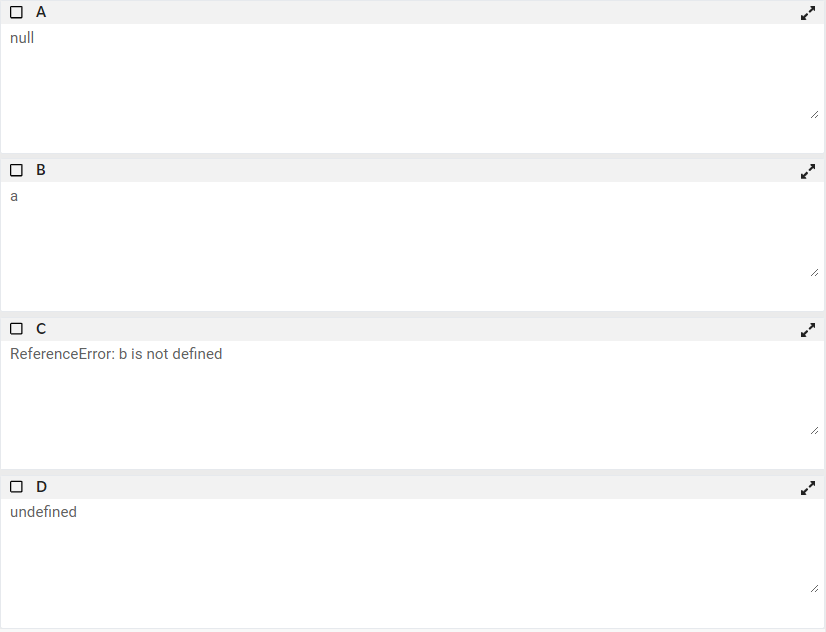 A
null
B
a
C
ReferenceError: b is not defined
D
undefined